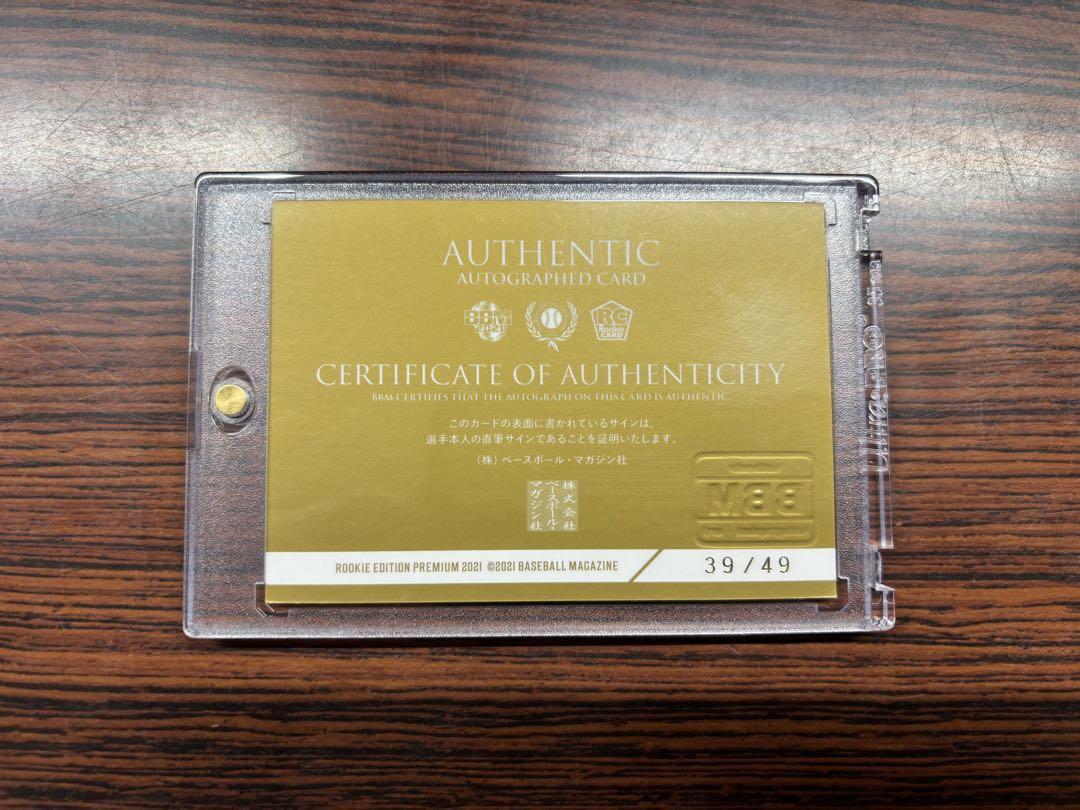 AUTHENTIC
AUTOGRAPHED CARD
BBM
2021
RC
Rookie
CARD
CERTIFICATE OF AUTHENTICITY
BBM CERTIFIES THAT THE AUTOGRAPH ON THIS CARD IS AUTHENTIC
このカードの表面に書かれているサインは、
選手本人の直筆サインであることを証明いたします。
(株)ベースボール・マガジン社
株式会社
ベースボール・
マガジン社
BBM
ROOKIE EDITION PREMIUM 2021 ©2021 BASEBALL MAGAZINE
39/49